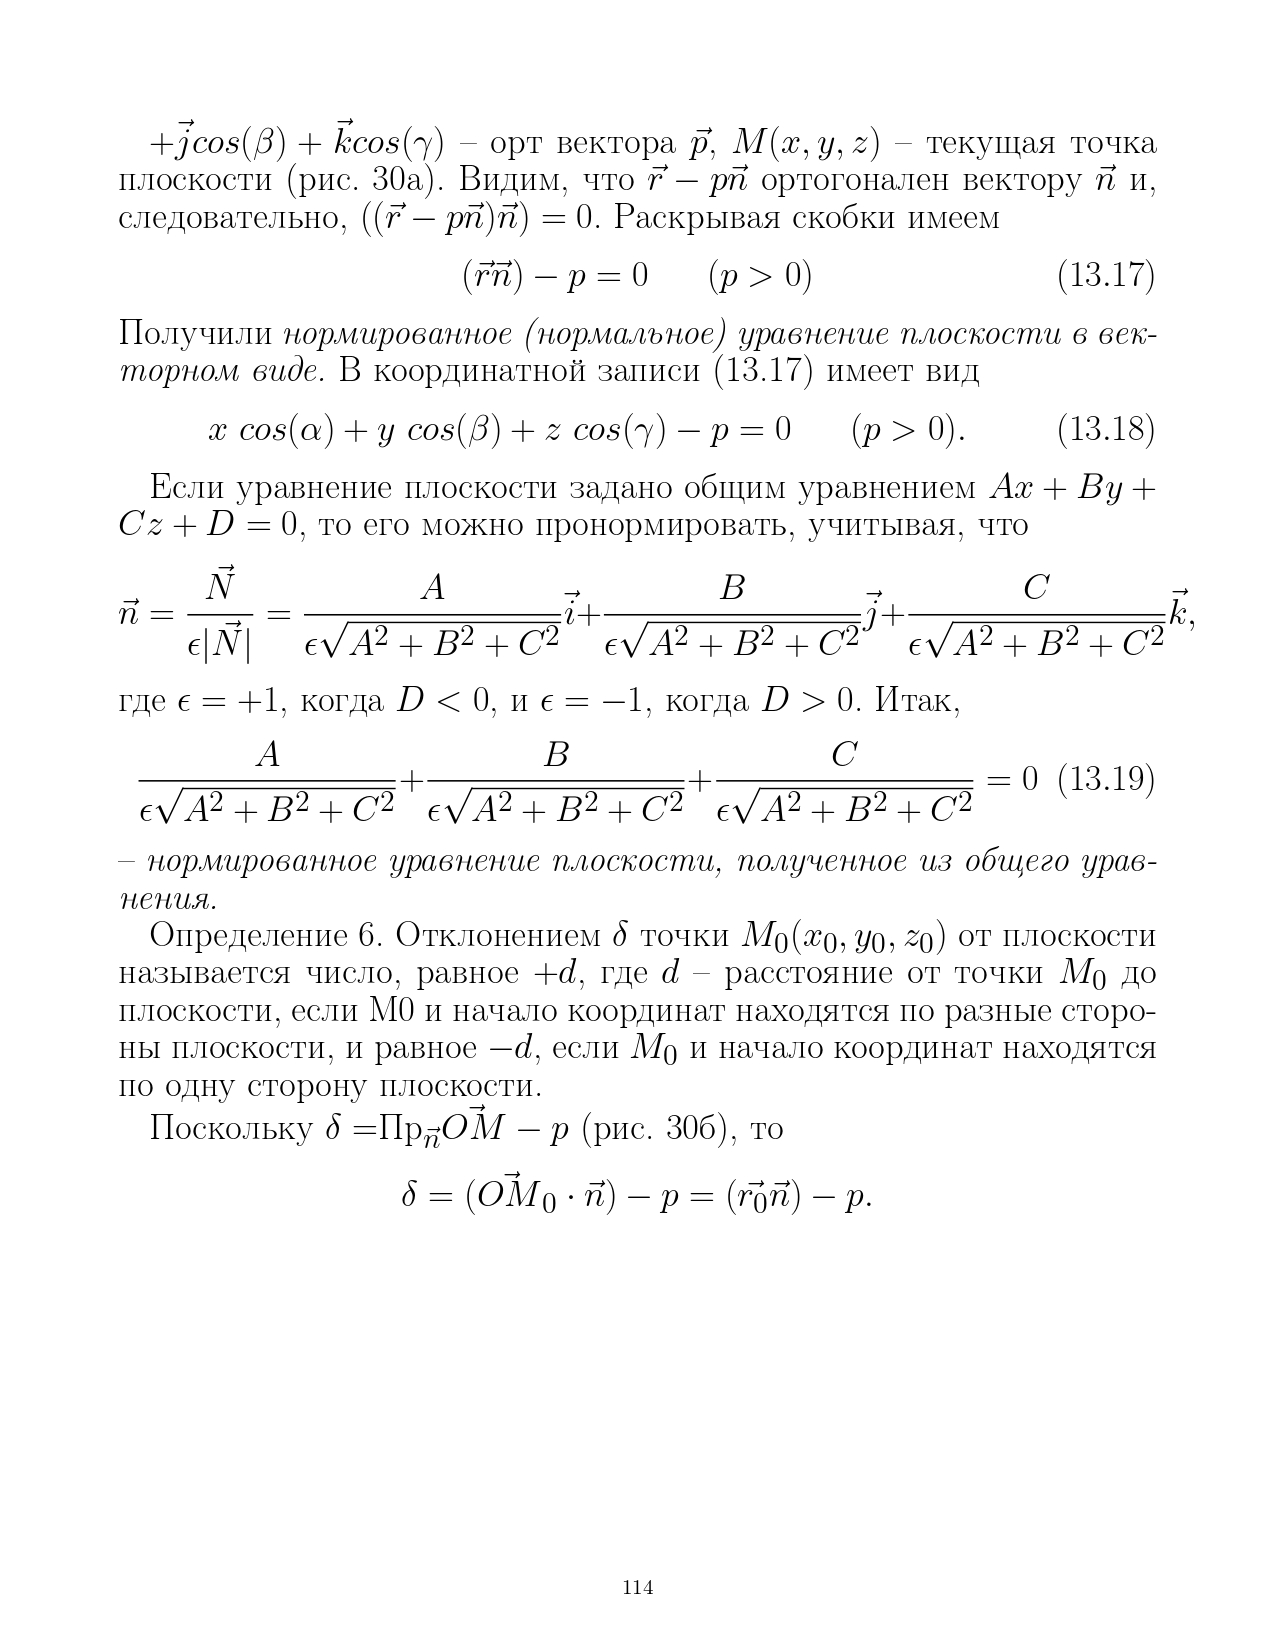 $+\vec{j}cos(\beta) + \vec{k}cos(\gamma)$ – орт вектора $\vec{p}$, $M(x, y, z)$ – текущая точка
плоскости (рис. 30а). Видим, что $\vec{r} - p\vec{n}$ ортогонален вектору $\vec{n}$ и,
следовательно, $((\vec{r} - p\vec{n})\vec{n}) = 0$. Раскрывая скобки имеем
$(\vec{r}\vec{n}) - p = 0 \quad (p > 0)$ (13.17)
Получили нормированное (нормальное) уравнение плоскости в век-
торном виде. В координатной записи (13.17) имеет вид
$x\ cos(\alpha) + y\ cos(\beta) + z\ cos(\gamma) - p = 0 \quad (p > 0).$ (13.18)
Если уравнение плоскости задано общим уравнением $Ax + By +$
$Cz + D = 0$, то его можно пронормировать, учитывая, что
$\vec{n} = \frac{\vec{N}}{\epsilon|\vec{N}|} = \frac{A}{\epsilon\sqrt{A^2 + B^2 + C^2}}\vec{i} + \frac{B}{\epsilon\sqrt{A^2 + B^2 + C^2}}\vec{j} + \frac{C}{\epsilon\sqrt{A^2 + B^2 + C^2}}\vec{k},$
где $\epsilon = +1$, когда $D < 0$, и $\epsilon = -1$, когда $D > 0$. Итак,
$\frac{A}{\epsilon\sqrt{A^2 + B^2 + C^2}} + \frac{B}{\epsilon\sqrt{A^2 + B^2 + C^2}} + \frac{C}{\epsilon\sqrt{A^2 + B^2 + C^2}} = 0$ (13.19)
– нормированное уравнение плоскости, полученное из общего урав-
нения.
Определение 6. Отклонением $\delta$ точки $M_0(x_0, y_0, z_0)$ от плоскости
называется число, равное $+d$, где $d$ – расстояние от точки $M_0$ до
плоскости, если М0 и начало координат находятся по разные сторо-
ны плоскости, и равное $-d$, если $M_0$ и начало координат находятся
по одну сторону плоскости.
Поскольку $\delta =$Пр$_{\vec{n}}\vec{OM} - p$ (рис. 30б), то
$\delta = (\vec{OM}_0 \cdot \vec{n}) - p = (\vec{r_0}\vec{n}) - p.$
114